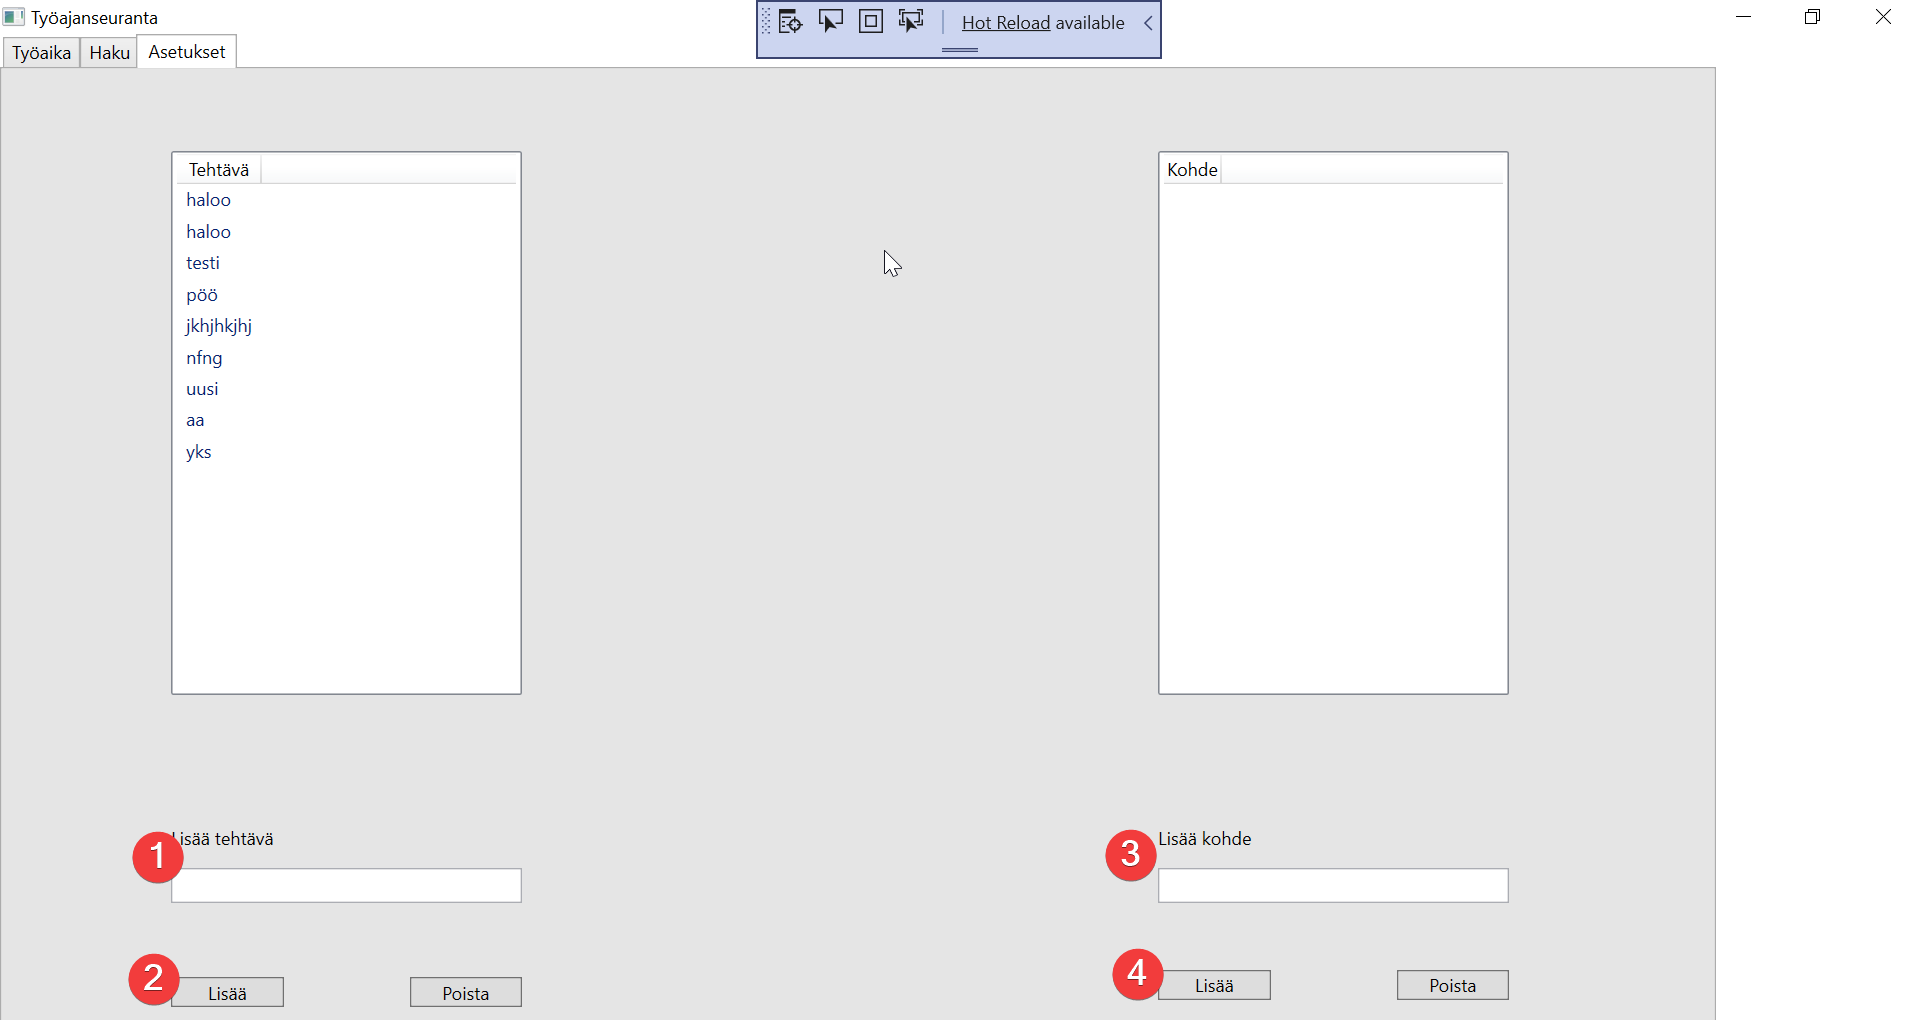 Työajanseuranta
Hot Reload available
Työaika Haku Asetukset
Tehtävä
haloo
haloo
testi
pöö
jkhjhkjhj
nfng
uusi
aa
yks
Kohde
1 Lisää tehtävä
2 Lisää Poista
3 Lisää kohde
4 Lisää Poista